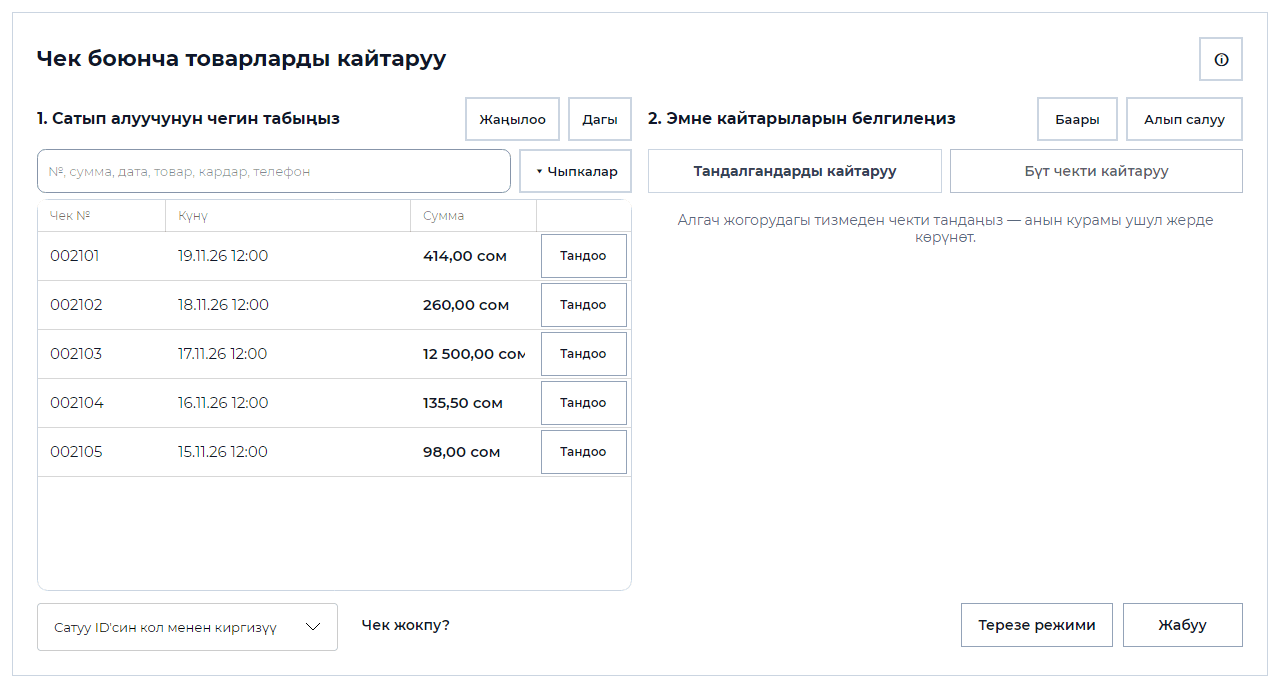 Чек боюнча товарларды кайтаруу
1. Сатып алуучунун чегин табыңыз
Жаңылоо
Дагы
№, сумма, дата, товар, кардар, телефон
Чыпкалар
Чек №
Күнү
Сумма
002101 19.11.26 12:00 414,00 сом Тандоо
002102 18.11.26 12:00 260,00 сом Тандоо
002103 17.11.26 12:00 12 500,00 сом Тандоо
002104 16.11.26 12:00 135,50 сом Тандоо
002105 15.11.26 12:00 98,00 сом Тандоо
Сатуу ID'син кол менен киргизүү
Чек жокпу?
2. Эмне кайтарыларын белгилеңиз
Баары
Алып салуу
Тандалгандарды кайтаруу
Бүт чекти кайтаруу
Алгач жогорудагы тизмеден чекти тандаңыз — анын курамы ушул жерде
көрүнөт.
Терезе режими
Жабуу